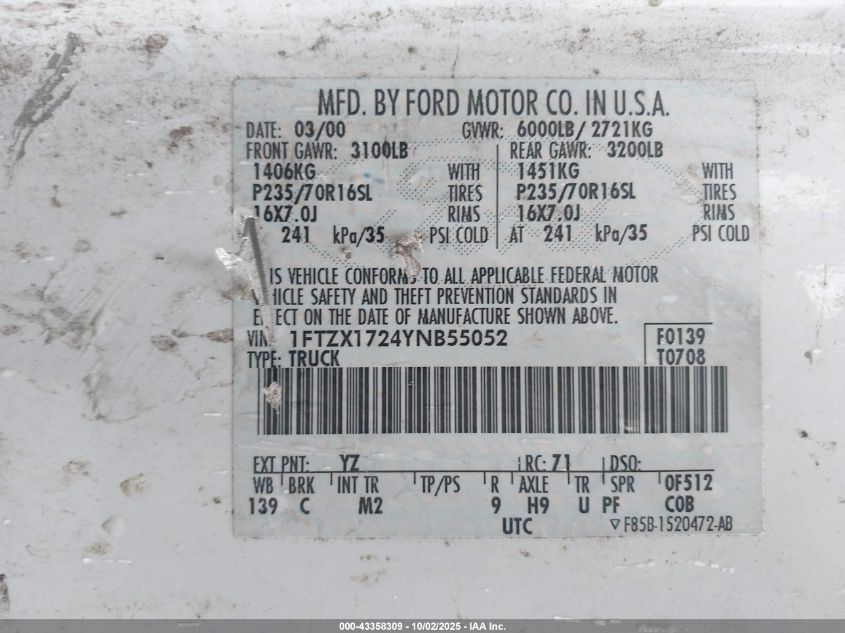 MFD. BY FORD MOTOR CO. IN U.S.A.
DATE: 03/00 GVWR: 6000LB/ 2721KG
FRONT GAWR: 3100LB REAR GAWR: 3200LB
1406KG WITH 1451KG WITH
P235/70R16SL TIRES P235/70R16SL TIRES
16X7.0J RIMS 16X7.0J RIMS
241 kPa/35 PSI COLD AT 241 kPa/35 PSI COLD
IS VEHICLE CONFORMS TO ALL APPLICABLE FEDERAL MOTOR
HICLE SAFETY AND THEFT PREVENTION STANDARDS IN
EFFECT ON THE DATE OF MANUFACTURE SHOWN ABOVE.
VIN: 1FTZX1724YNB55052 F0139
TYPE: TRUCK T0708
EXT PNT: YZ RC: 71 DSO:
WB BRK INT TR TP/PS R AXLE TR SPR 0F512
139 C M2 9 H9 U PF COB
UTC ▽F85B-1520472-AB
000-43358309 - 10/02/2025 - IAA Inc.